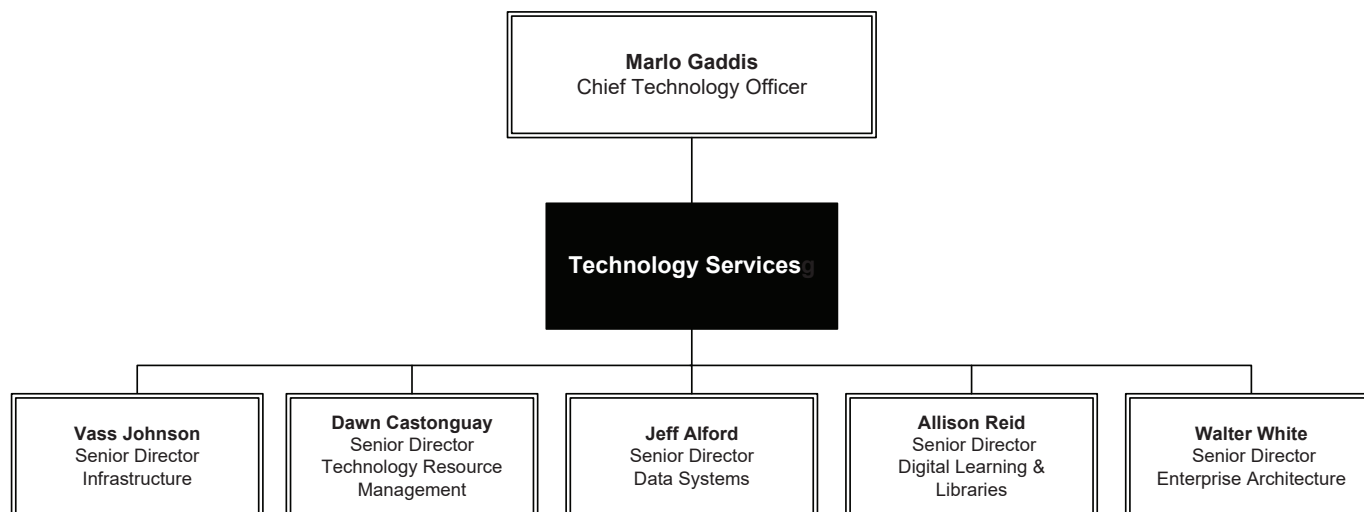 Marlo Gaddis
Chief Technology Officer
Technology Servicesg
Vass Johnson
Senior Director
Infrastructure
Dawn Castonguay
Senior Director
Technology Resource
Management
Jeff Alford
Senior Director
Data Systems
Allison Reid
Senior Director
Digital Learning &
Libraries
Walter White
Senior Director
Enterprise Architecture